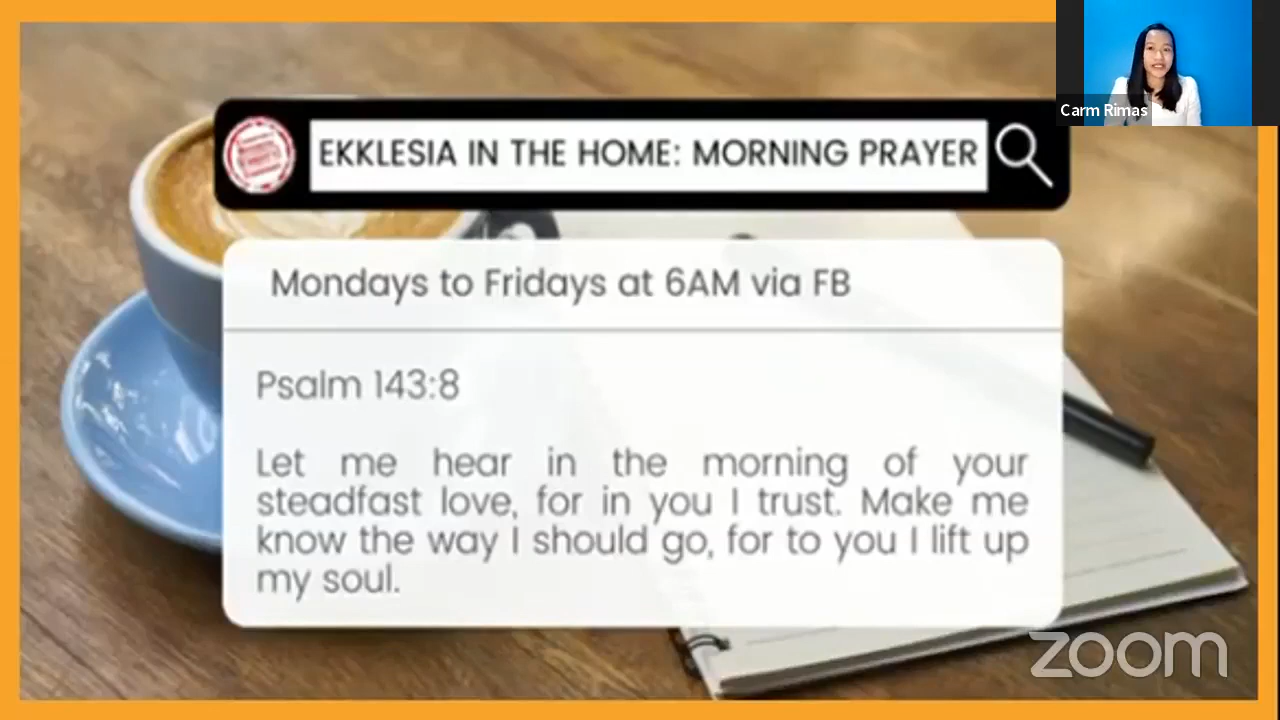 Carm Rimas
EKKLESIA IN THE HOME: MORNING PRAYER
Mondays to Fridays at 6AM via FB
Psalm 143:8
Let me hear in the morning of your
steadfast love, for in you I trust. Make me
know the way I should go, for to you I lift up
my soul.
zoom